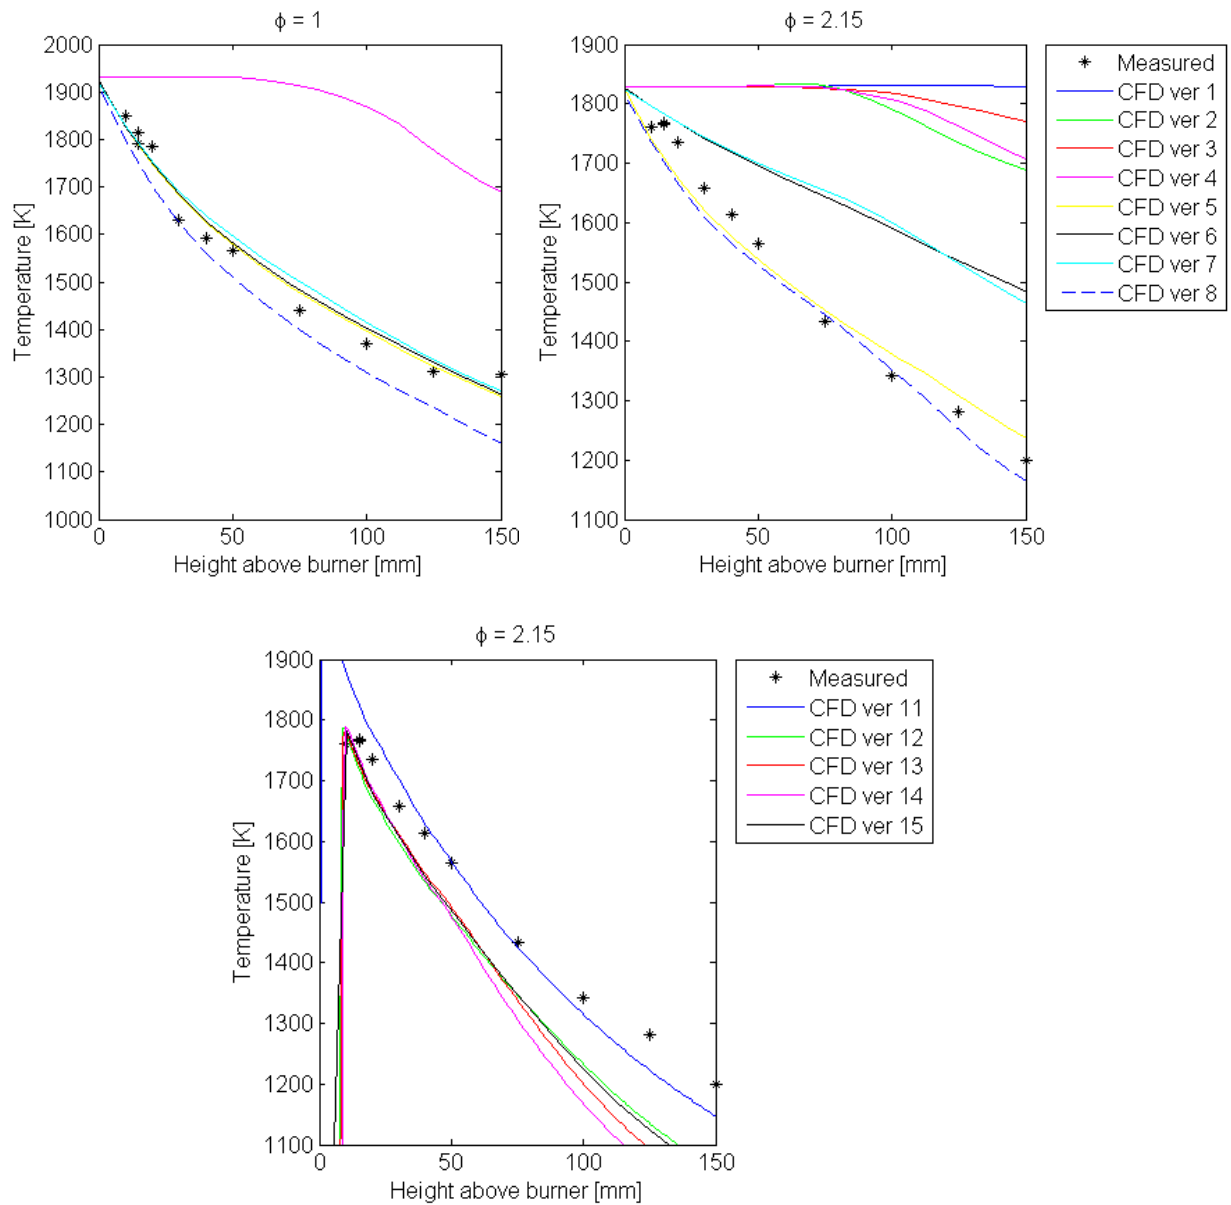 ϕ = 1
2000
1900
1800
1700
1600
1500
1400
1300
1200
1100
1000
Temperature [K]
0 50 100 150
Height above burner [mm]
ϕ = 2.15
1900
1800
1700
1600
1500
1400
1300
1200
1100
Temperature [K]
0 50 100 150
Height above burner [mm]
Measured
CFD ver 1
CFD ver 2
CFD ver 3
CFD ver 4
CFD ver 5
CFD ver 6
CFD ver 7
CFD ver 8
ϕ = 2.15
1900
1800
1700
1600
1500
1400
1300
1200
1100
Temperature [K]
0 50 100 150
Height above burner [mm]
Measured
CFD ver 11
CFD ver 12
CFD ver 13
CFD ver 14
CFD ver 15